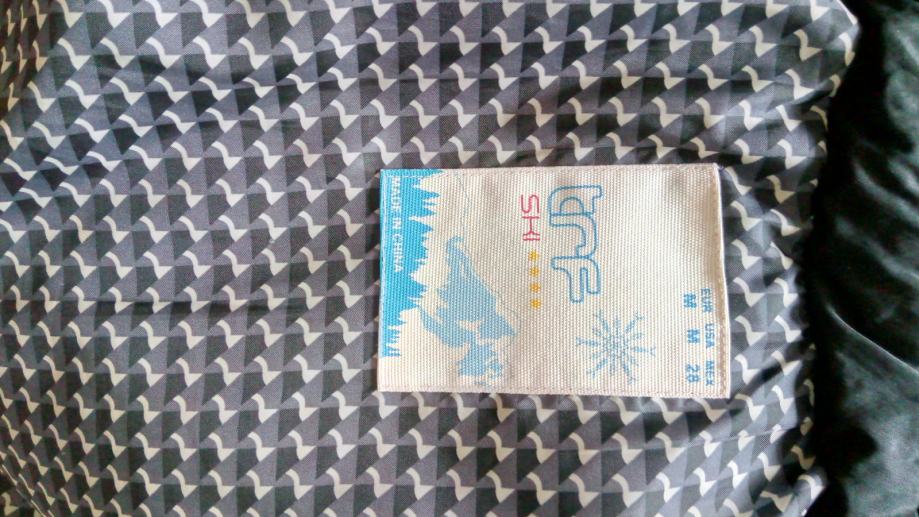 EUR USA MEX
M M 28
trf
SKI
MADE IN CHINA